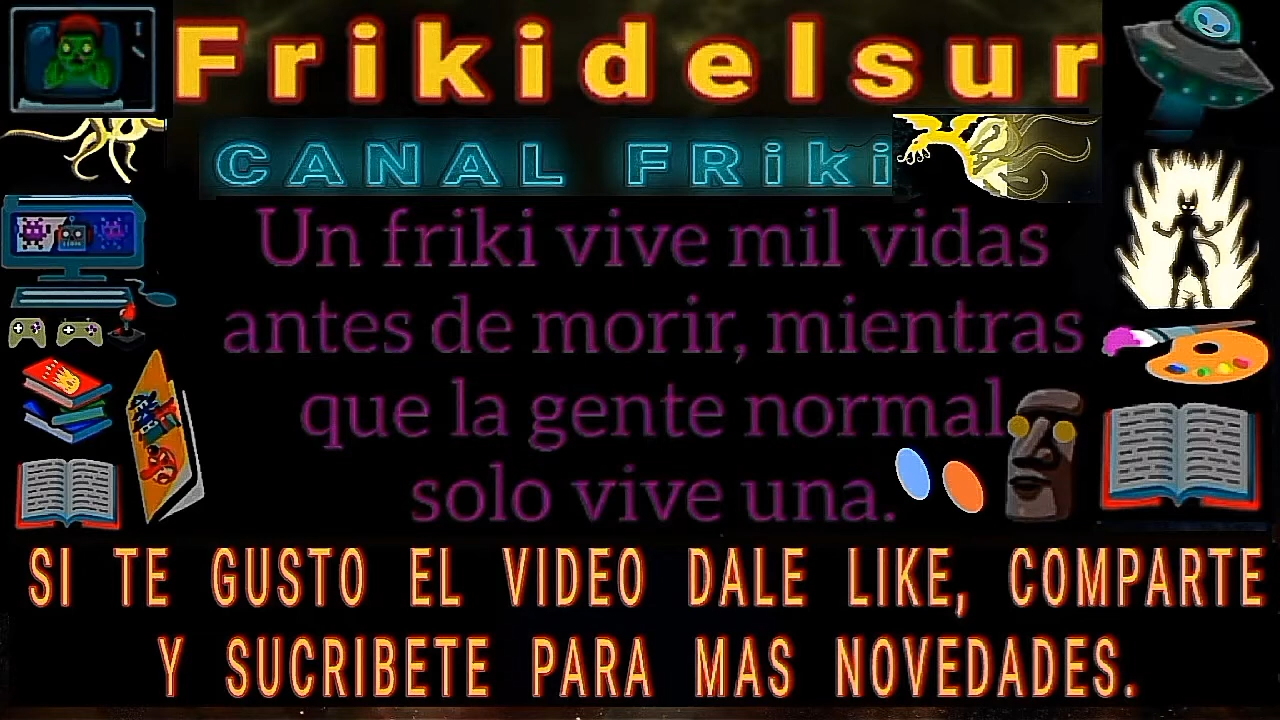 Frikidelsur
CANAL FRiki
Un friki vive mil vidas
antes de morir, mientras
que la gente normal
solo vive una.
SI TE GUSTO EL VIDEO DALE LIKE, COMPARTE
Y SUCRIBETE PARA MAS NOVEDADES.